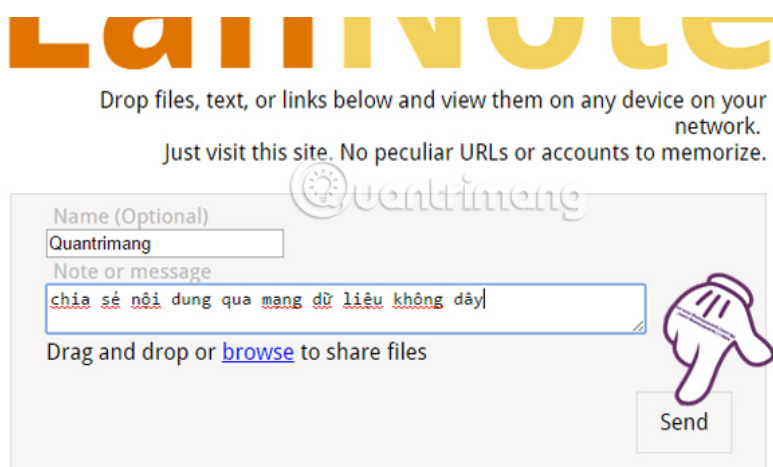 LanNote
Drop files, text, or links below and view them on any device on your
network.
Just visit this site. No peculiar URLs or accounts to memorize.
Quantrimang
Name (Optional)
Quantrimang
Note or message
chia sẻ nội dung qua mạng dữ liệu không dây
Drag and drop or browse to share files
Send